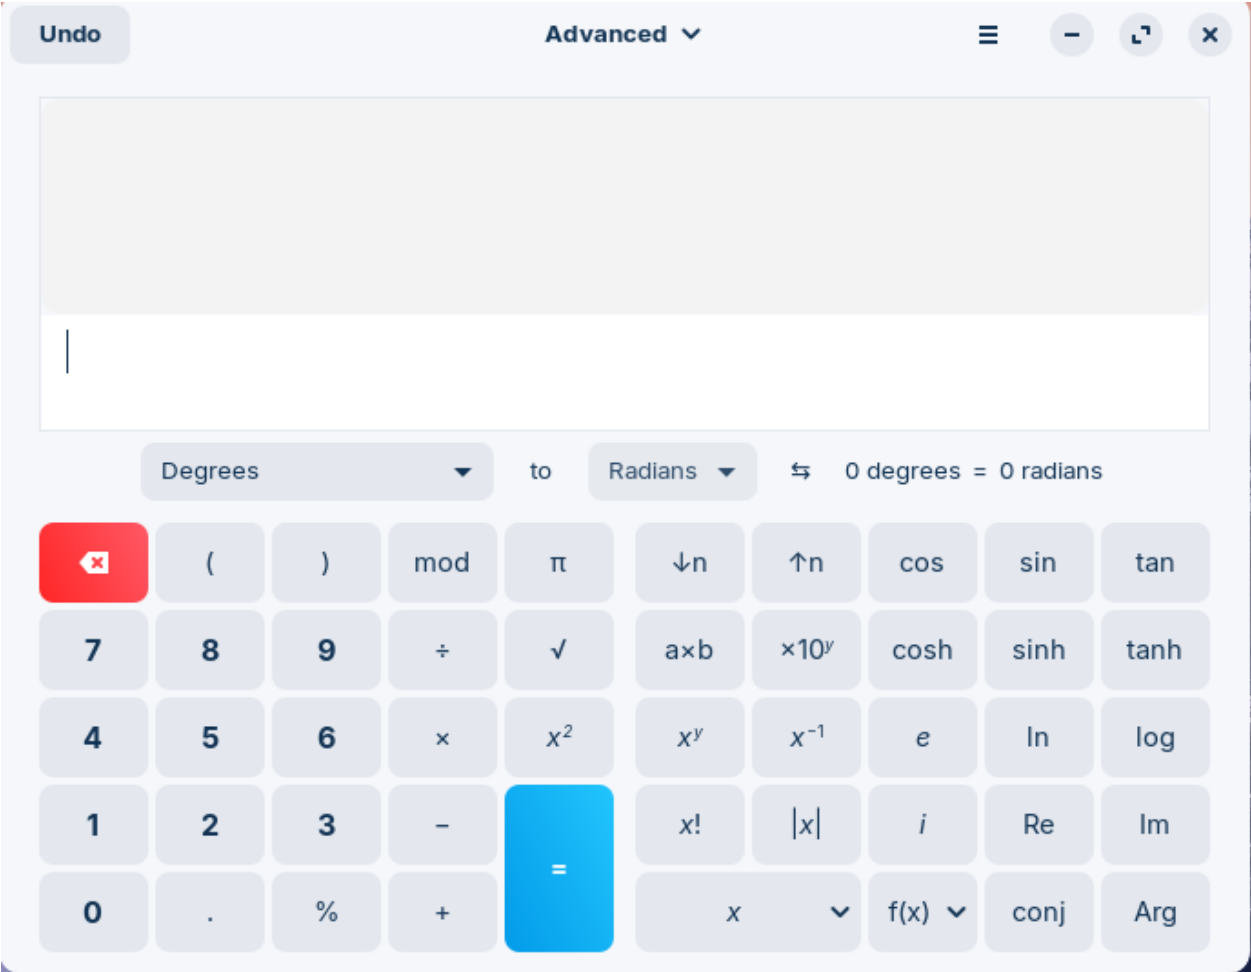 Undo Advanced
Degrees to Radians ⇆ 0 degrees = 0 radians
( ) mod π ↓n ↑n cos sin tan
7 8 9 ÷ √ a×b ×10ʸ cosh sinh tanh
4 5 6 × x² xʸ x⁻¹ e ln log
1 2 3 − x! |x| i Re Im
=
0 . % + x f(x) conj Arg